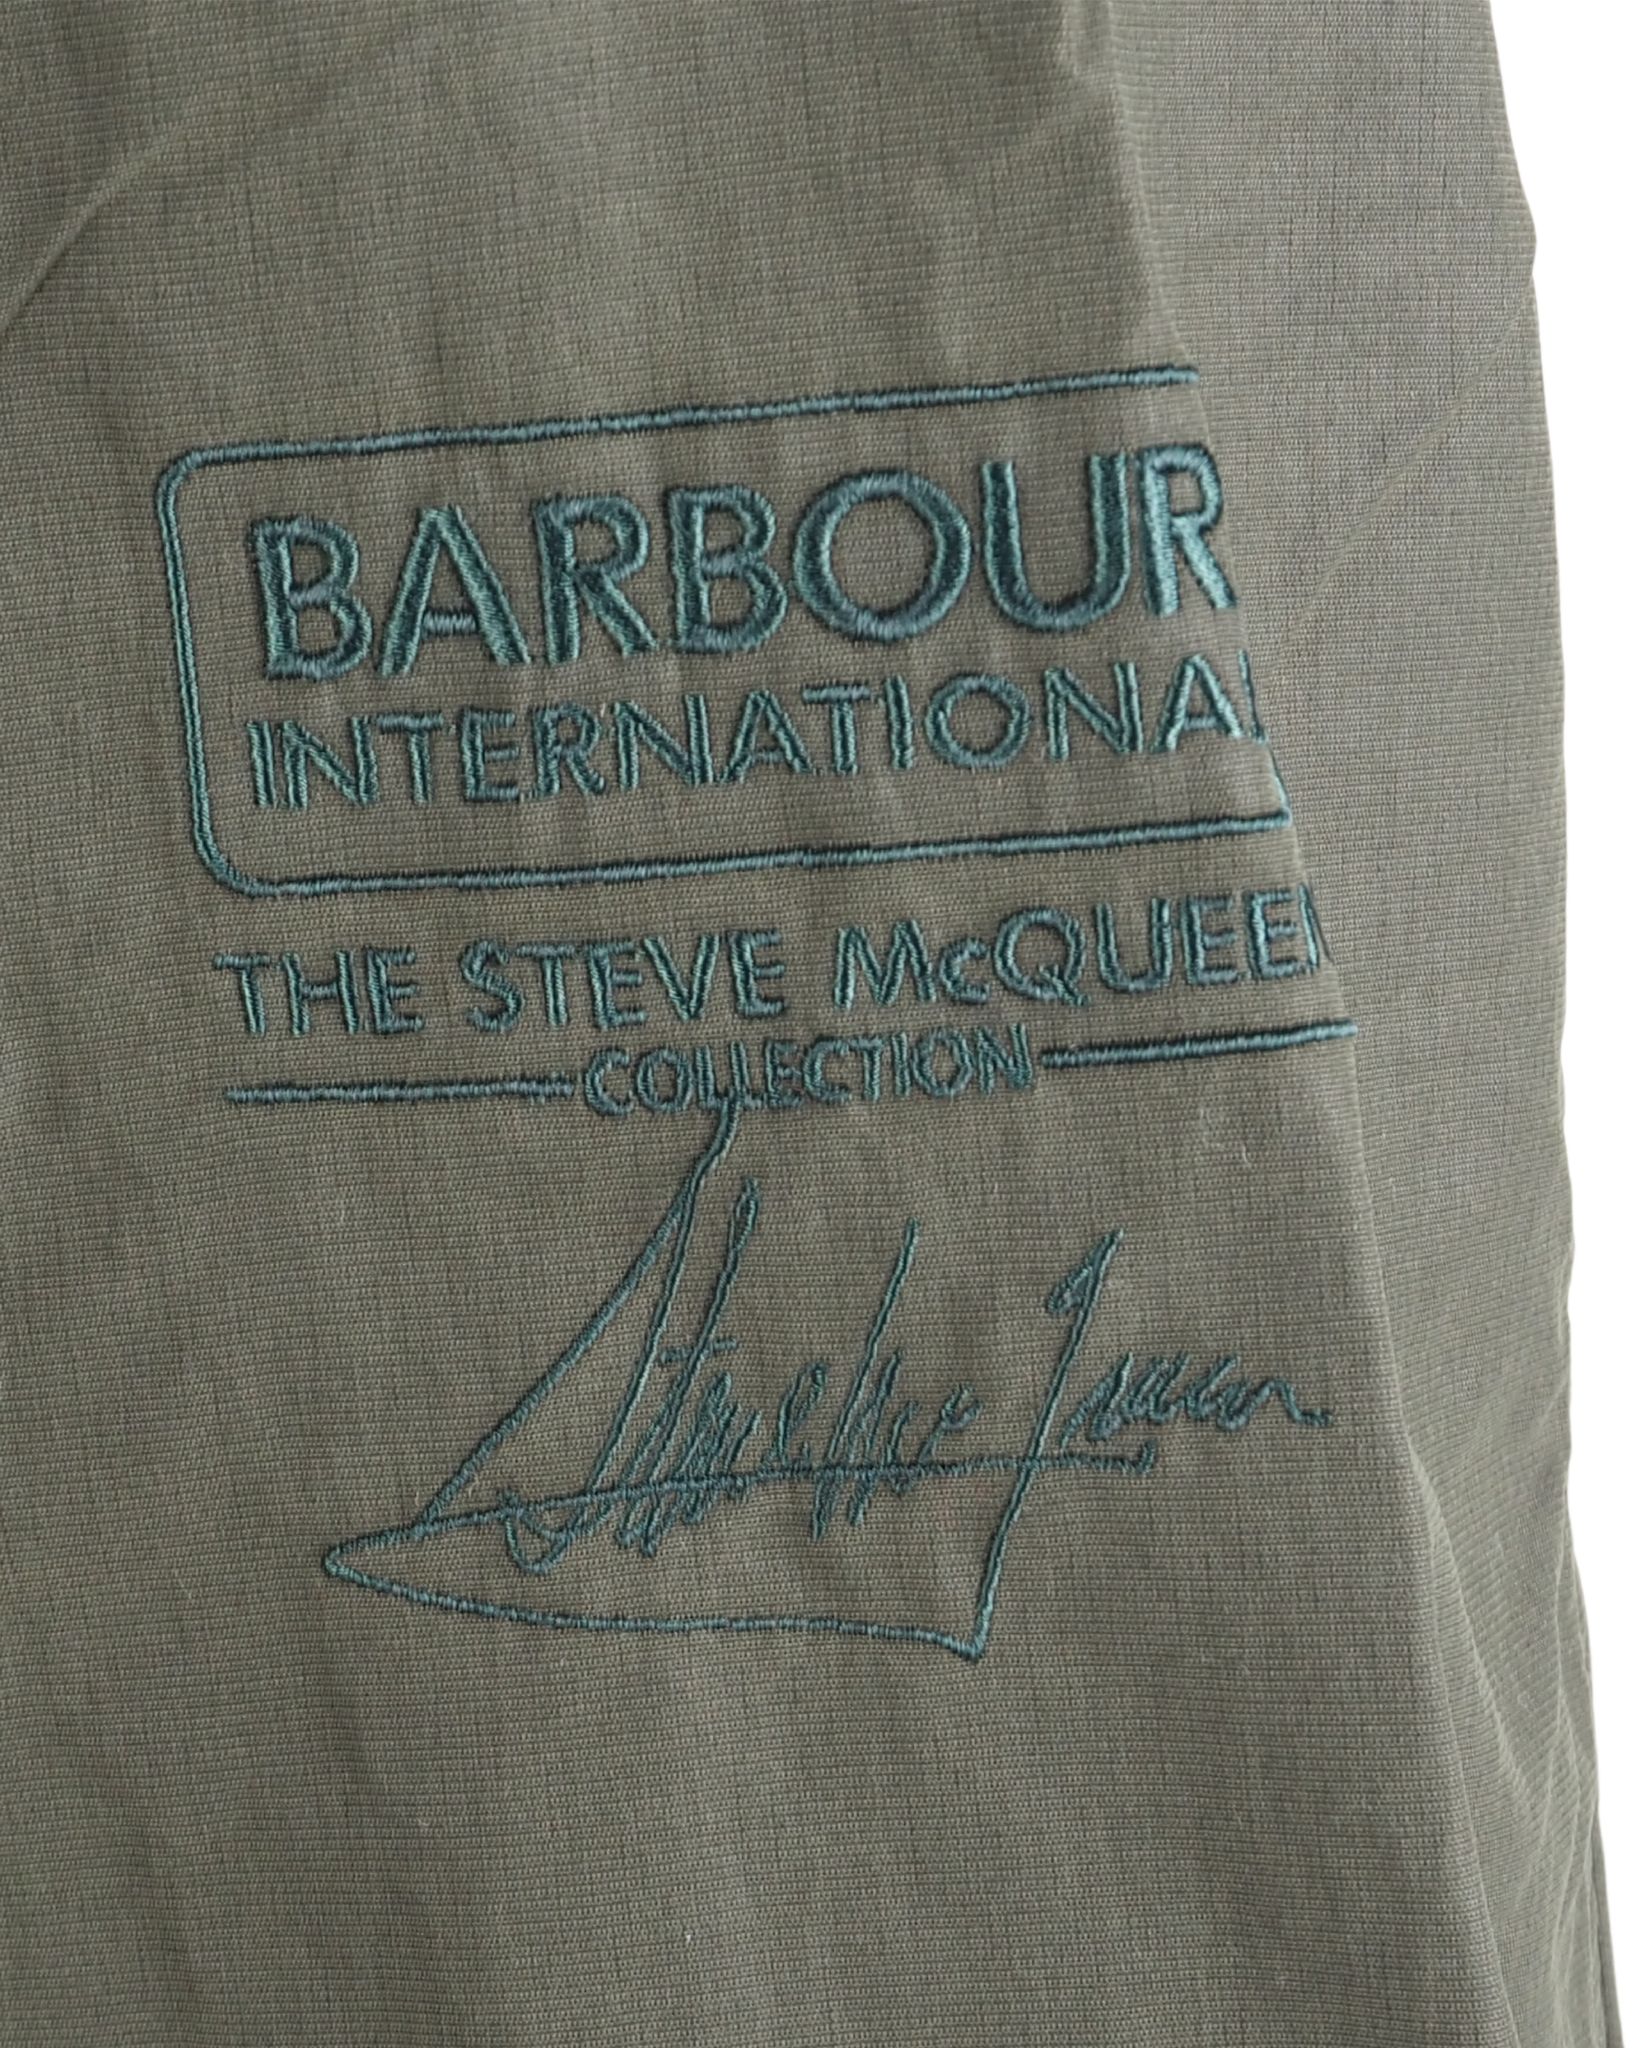 BARBOUR
INTERNATIONAL
THE STEVE McQUEEN
COLLECTION